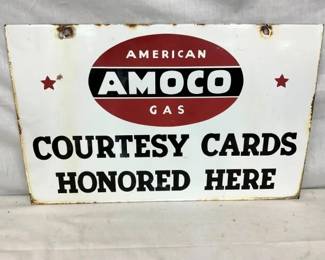 AMERICAN
AMOCO
GAS
COURTESY CARDS
HONORED HERE